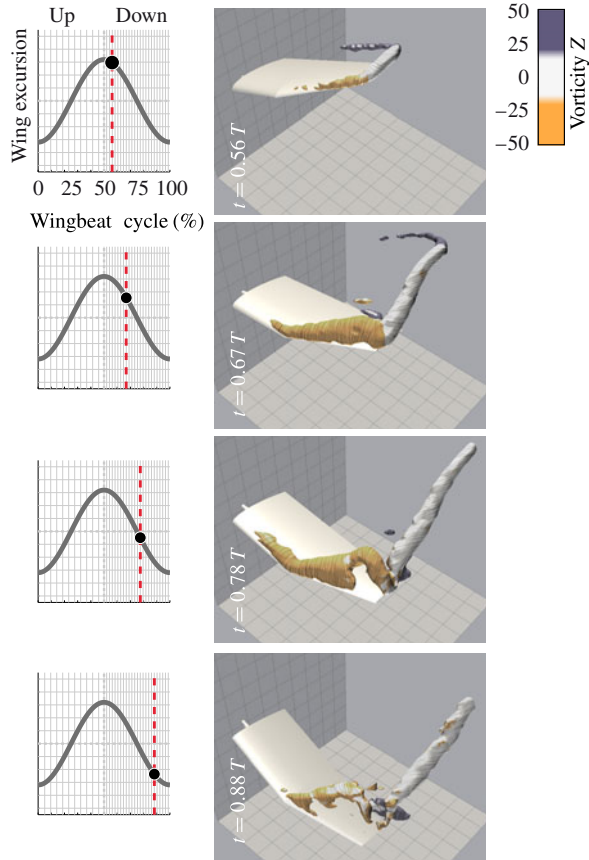 Up Down
Wing excursion
0 25 50 75 100
Wingbeat cycle (%)
t = 0.56 T
50
25
0
−25
−50
Vorticity Z
t = 0.67 T
t = 0.78 T
t = 0.88 T